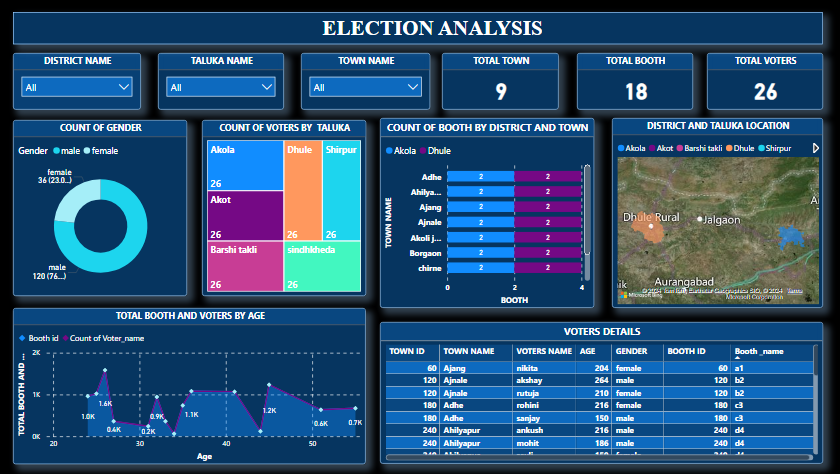 ELECTION ANALYSIS
DISTRICT NAME
All
TALUKA NAME
All
TOWN NAME
All
TOTAL TOWN
9
TOTAL BOOTH
18
TOTAL VOTERS
26
COUNT OF GENDER
Gender male female
female
36 (23.0...)
male
120 (76....)
COUNT OF VOTERS BY TALUKA
Akola
26
Akot
26
Barshi takli
26
Dhule
26
Shirpur
26
sindhkheda
26
COUNT OF BOOTH BY DISTRICT AND TOWN
Akola Dhule
TOWN NAME
Adhe 2 2
Ahilya... 2 2
Ajang 2 2
Ajnale 2 2
Akoli j... 2 2
Borgaon 2 2
chirne 2 2
0 2 4
BOOTH
DISTRICT AND TALUKA LOCATION
Akola Akot Barshi takli Dhule Shirpur
Dhule Rural
Jalgaon
Aurangabad
Microsoft Bing
Microsoft Corporation
TOTAL BOOTH AND VOTERS BY AGE
Booth id Count of Voter_name
TOTAL BOOTH AND ...
2K
1K
0K
1.0K
1.6K
0.4K
0.2K
0.9K
1.1K
1.2K
0.6K
0.7K
20 30 40 50
Age
VOTERS DETAILS
TOWN ID TOWN NAME VOTERS NAME AGE GENDER BOOTH ID Booth _name
60 Ajang nikita 204 female 60 a1
120 Ajnale akshay 264 male 120 b2
120 Ajnale rutuja 210 female 120 b2
180 Adhe rohini 216 female 180 c3
180 Adhe sanjay 150 male 180 c3
240 Ahilyapur ankush 216 male 240 d4
240 Ahilyapur mohit 186 male 240 d4